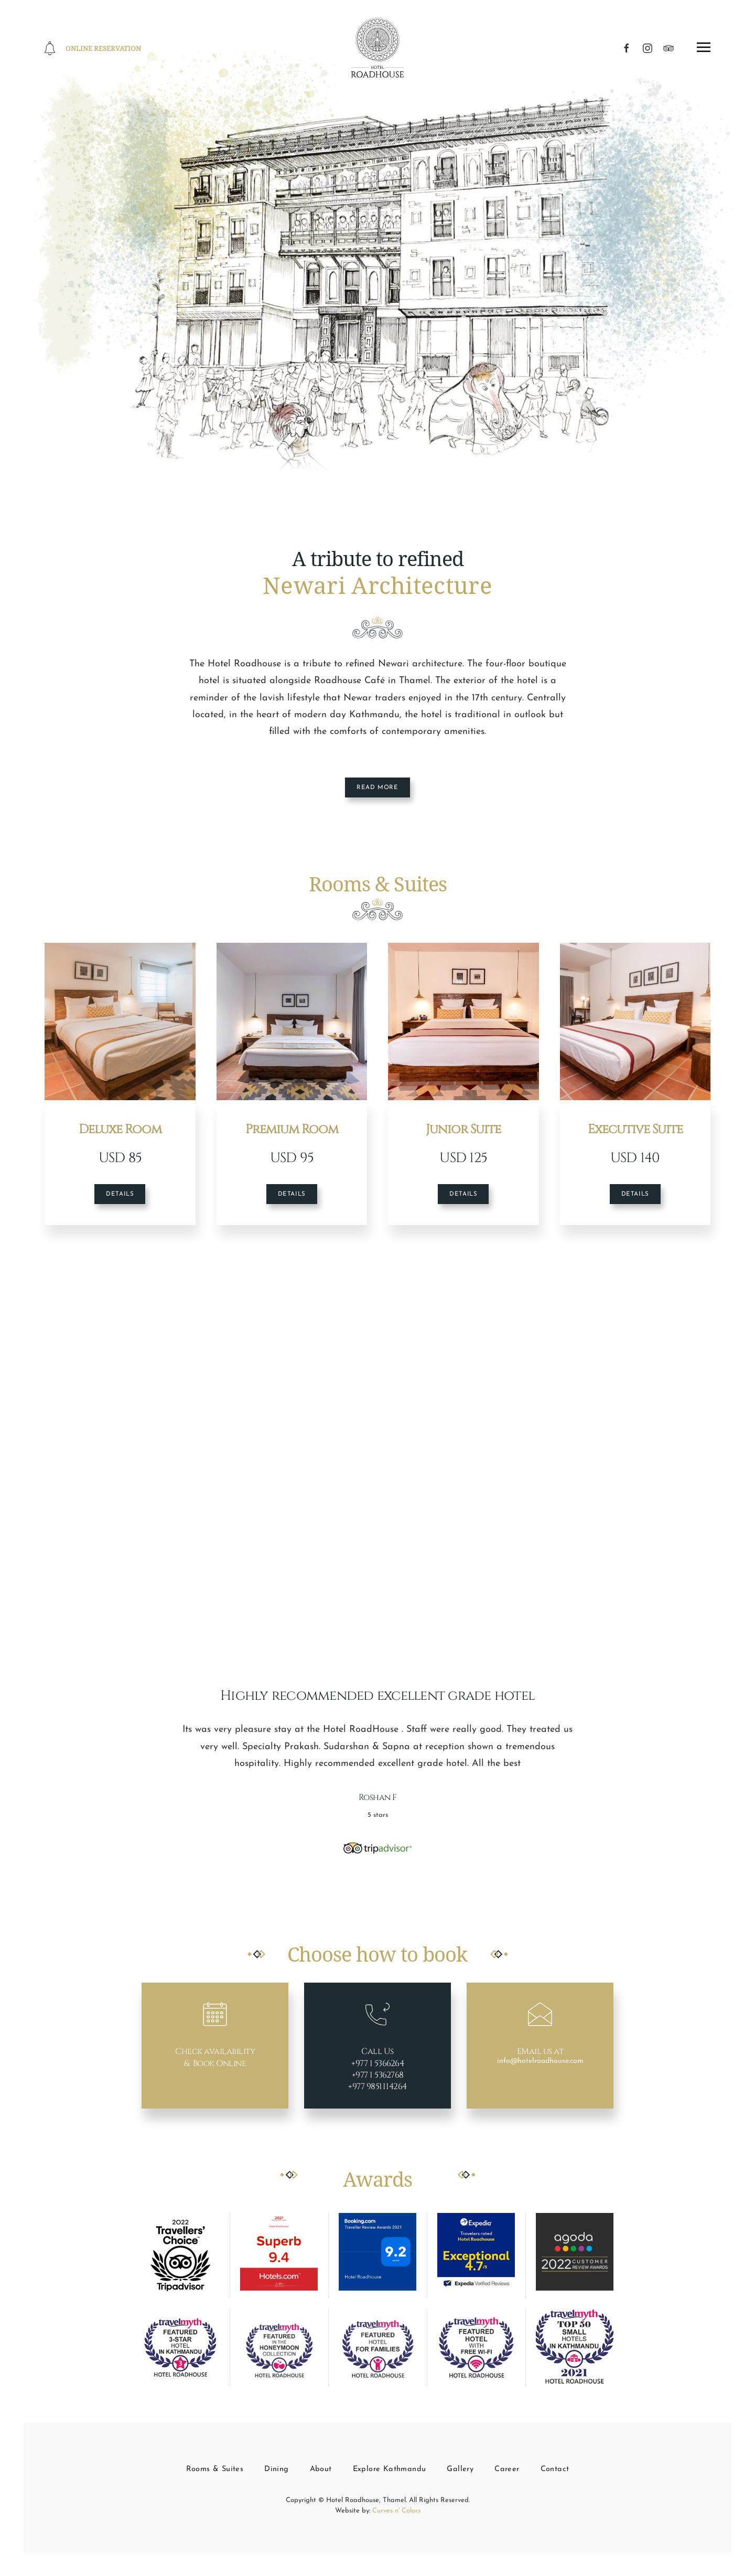 ONLINE RESERVATION
HOTEL
ROADHOUSE
A tribute to refined
Newari Architecture
The Hotel Roadhouse is a tribute to refined Newari architecture. The four-floor boutique
hotel is situated alongside Roadhouse Café in Thamel. The exterior of the hotel is a
reminder of the lavish lifestyle that Newar traders enjoyed in the 17th century. Centrally
located, in the heart of modern day Kathmandu, the hotel is traditional in outlook but
filled with the comforts of contemporary amenities.
READ MORE
Rooms & Suites
Deluxe Room
USD 85
DETAILS
Premium Room
USD 95
DETAILS
Junior Suite
USD 125
DETAILS
Executive Suite
USD 140
DETAILS
Highly recommended excellent grade hotel
Its was very pleasure stay at the Hotel RoadHouse . Staff were really good. They treated us
very well. Specialty Prakash. Sudarshan & Sapna at reception shown a tremendous
hospitality. Highly recommended excellent grade hotel. All the best
Roshan F
5 stars
tripadvisor
Choose how to book
Check availability
& Book Online
Call Us
+977 1 5366264
+977 1 5362768
+977 9851114264
EMail us at
info@hotelroadhouse.com
Awards
2022
Travellers'
Choice
Tripadvisor
2021
Superb
9.4
Hotels.com
Booking.com
Traveller Review Awards 2021
9.2
Hotel Roadhouse
Expedia
Travelers rated
Hotel Roadhouse
Exceptional
4.7/5
Expedia Verified Reviews
agoda
2022 CUSTOMER
REVIEW AWARDS
travelmyth
FEATURED
3-STAR
HOTEL
IN KATHMANDU
3
HOTEL ROADHOUSE
travelmyth
FEATURED
IN THE
HONEYMOON
COLLECTION
HOTEL ROADHOUSE
travelmyth
FEATURED
HOTEL
FOR FAMILIES
HOTEL ROADHOUSE
travelmyth
FEATURED
HOTEL
WITH
FREE WI-FI
HOTEL ROADHOUSE
travelmyth
TOP 50
SMALL
HOTELS
IN KATHMANDU
2021
HOTEL ROADHOUSE
Rooms & Suites Dining About Explore Kathmandu Gallery Career Contact
Copyright © Hotel Roadhouse, Thamel. All Rights Reserved.
Website by: Curves n' Colors